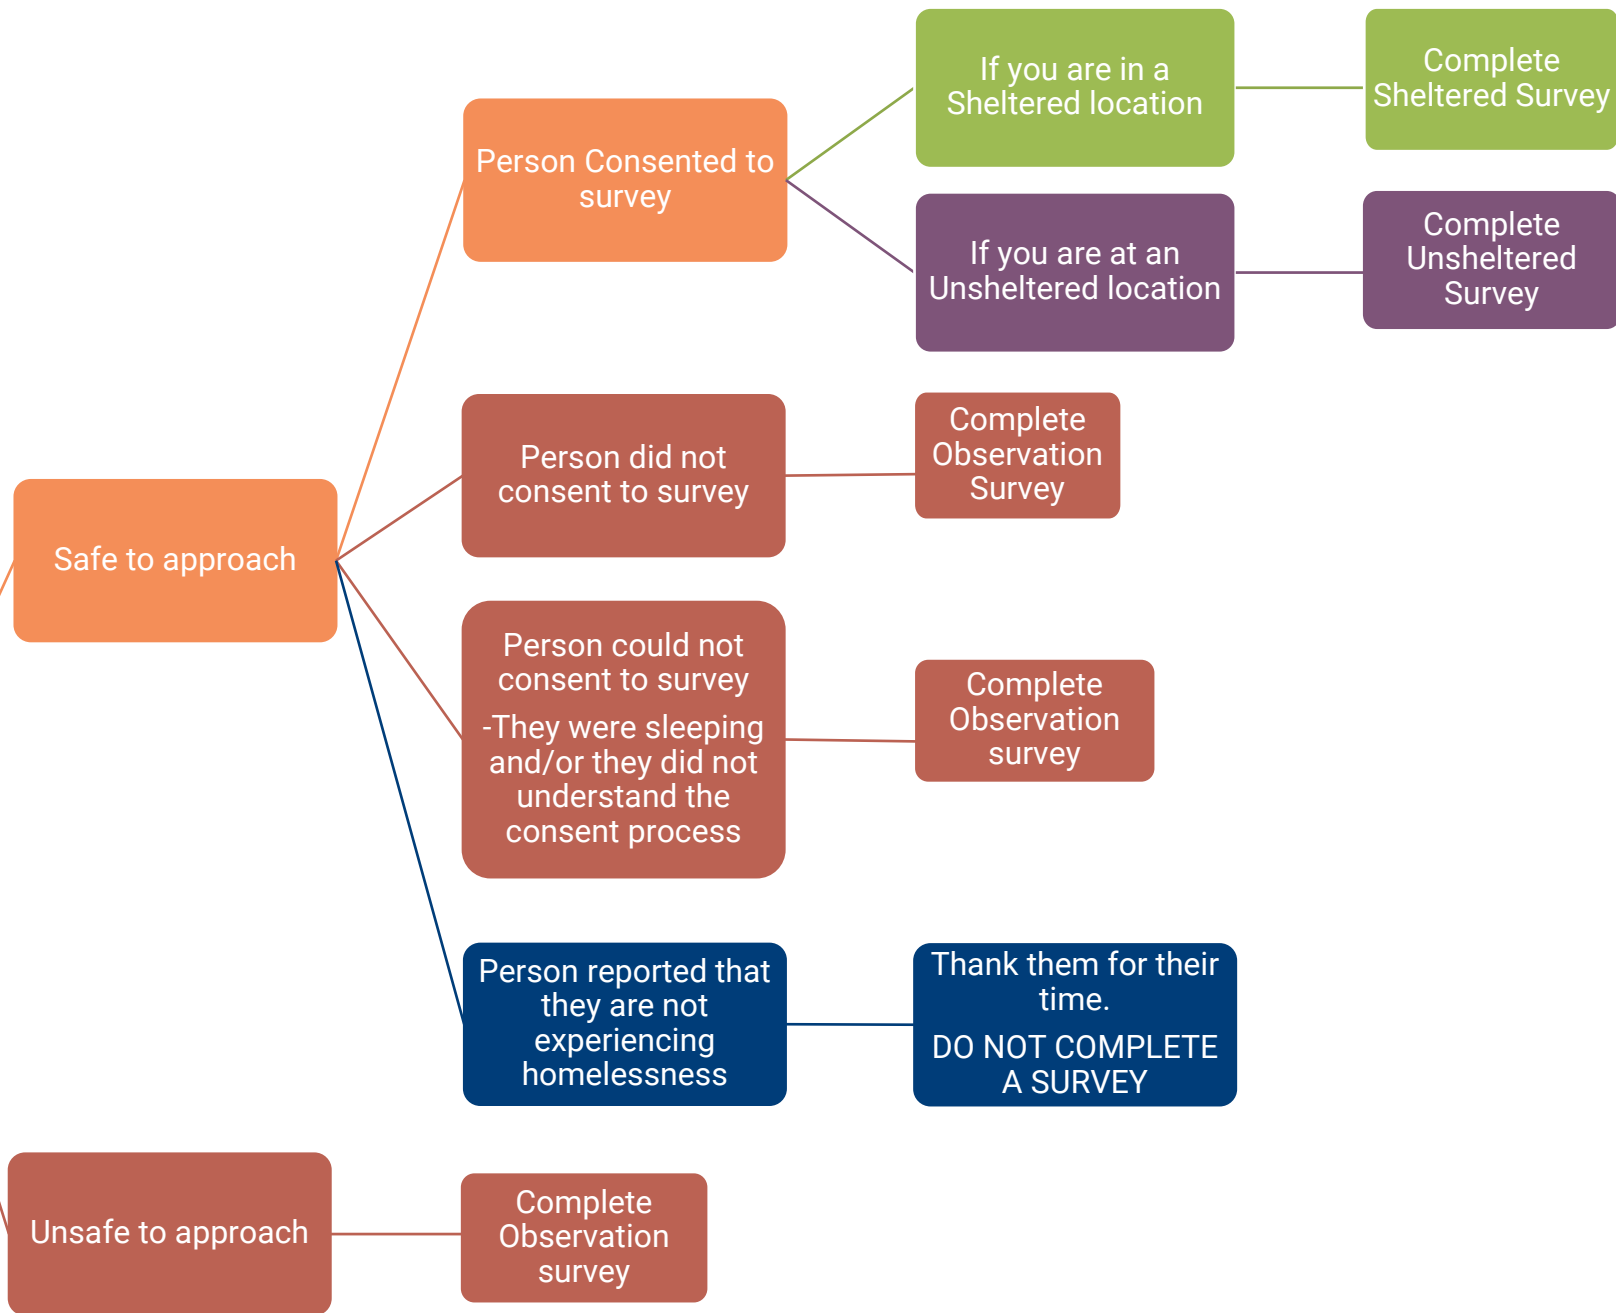 If you are in a
Sheltered location
Complete
Sheltered Survey
Person Consented to
survey
If you are at an
Unsheltered location
Complete
Unsheltered
Survey
Person did not
consent to survey
Complete
Observation
Survey
Safe to approach
Person could not
consent to survey
-They were sleeping
and/or they did not
understand the
consent process
Complete
Observation
survey
Person reported that
they are not
experiencing
homelessness
Thank them for their
time.
DO NOT COMPLETE
A SURVEY
Unsafe to approach
Complete
Observation
survey